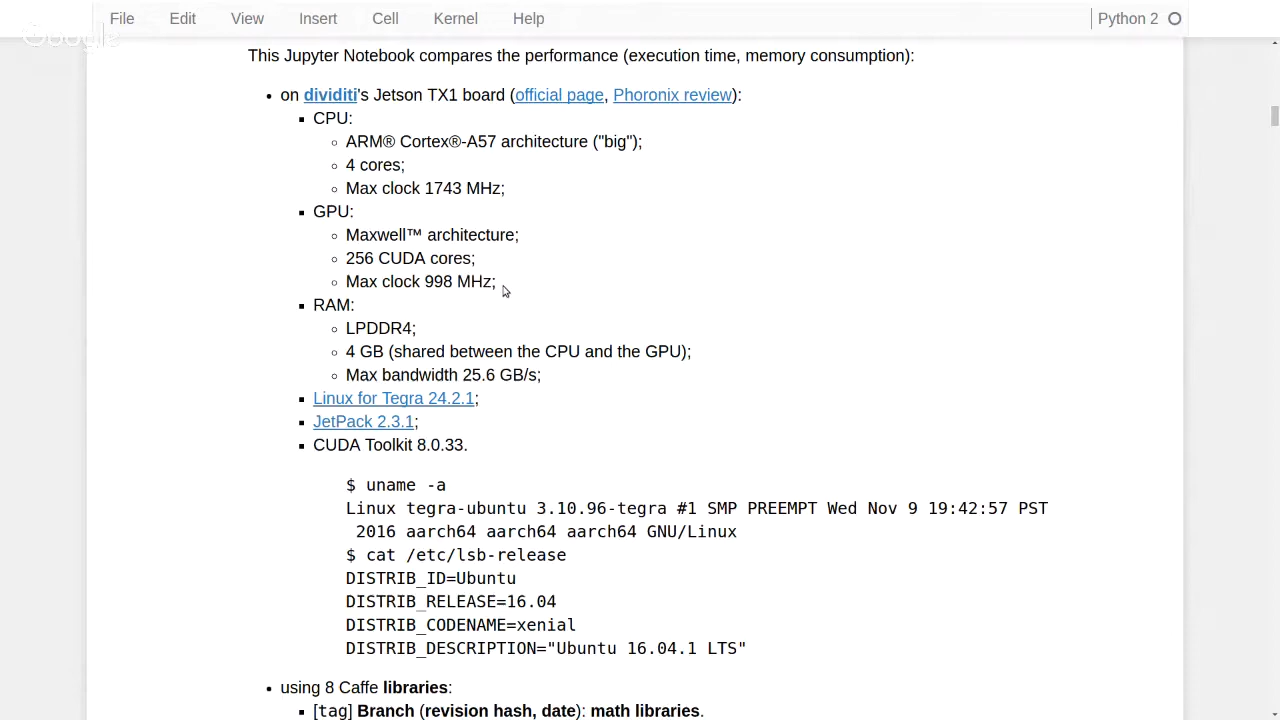 File Edit View Insert Cell Kernel Help Python 2
Google
This Jupyter Notebook compares the performance (execution time, memory consumption):
on dividiti's Jetson TX1 board (official page, Phoronix review):
CPU:
ARM® Cortex®-A57 architecture ("big");
4 cores;
Max clock 1743 MHz;
GPU:
Maxwell™ architecture;
256 CUDA cores;
Max clock 998 MHz;
RAM:
LPDDR4;
4 GB (shared between the CPU and the GPU);
Max bandwidth 25.6 GB/s;
Linux for Tegra 24.2.1;
JetPack 2.3.1;
CUDA Toolkit 8.0.33.
$ uname -a
Linux tegra-ubuntu 3.10.96-tegra #1 SMP PREEMPT Wed Nov 9 19:42:57 PST
2016 aarch64 aarch64 aarch64 GNU/Linux
$ cat /etc/lsb-release
DISTRIB_ID=Ubuntu
DISTRIB_RELEASE=16.04
DISTRIB_CODENAME=xenial
DISTRIB_DESCRIPTION="Ubuntu 16.04.1 LTS"
using 8 Caffe libraries:
[tag] Branch (revision hash, date): math libraries.